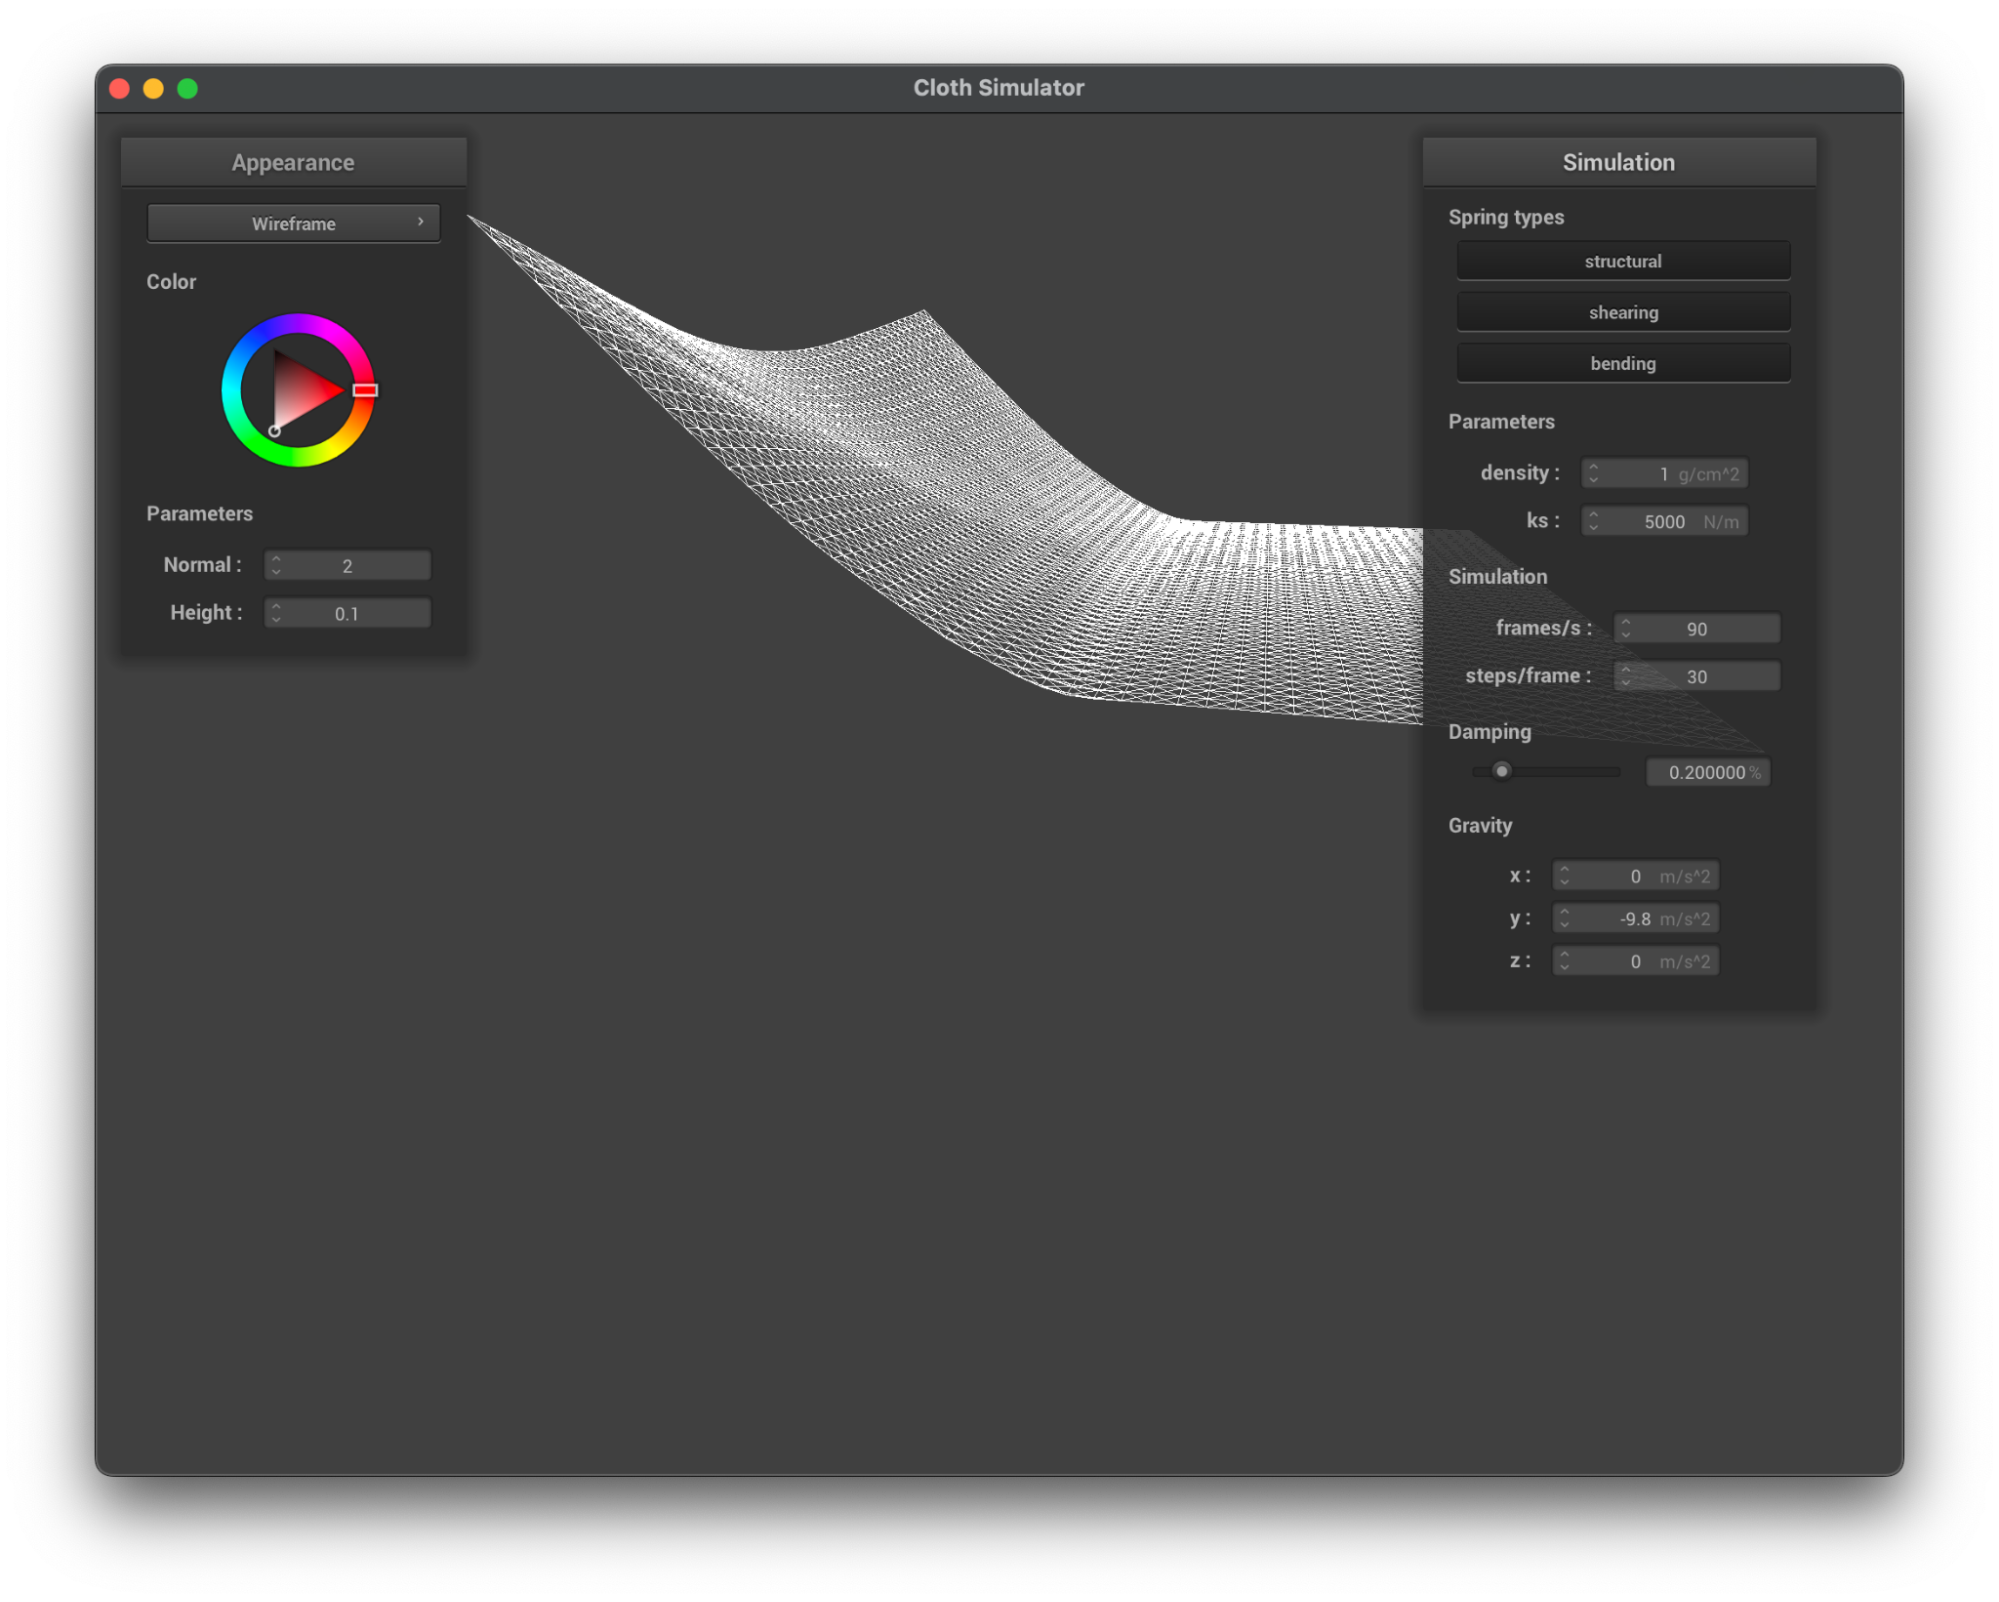 Cloth Simulator
Appearance
Wireframe
Color
Parameters
Normal : 2
Height : 0.1
Simulation
Spring types
structural
shearing
bending
Parameters
density : 1 g/cm^2
ks : 5000 N/m
Simulation
frames/s : 90
steps/frame : 30
Damping
0.200000 %
Gravity
x : 0 m/s^2
y : -9.8 m/s^2
z : 0 m/s^2